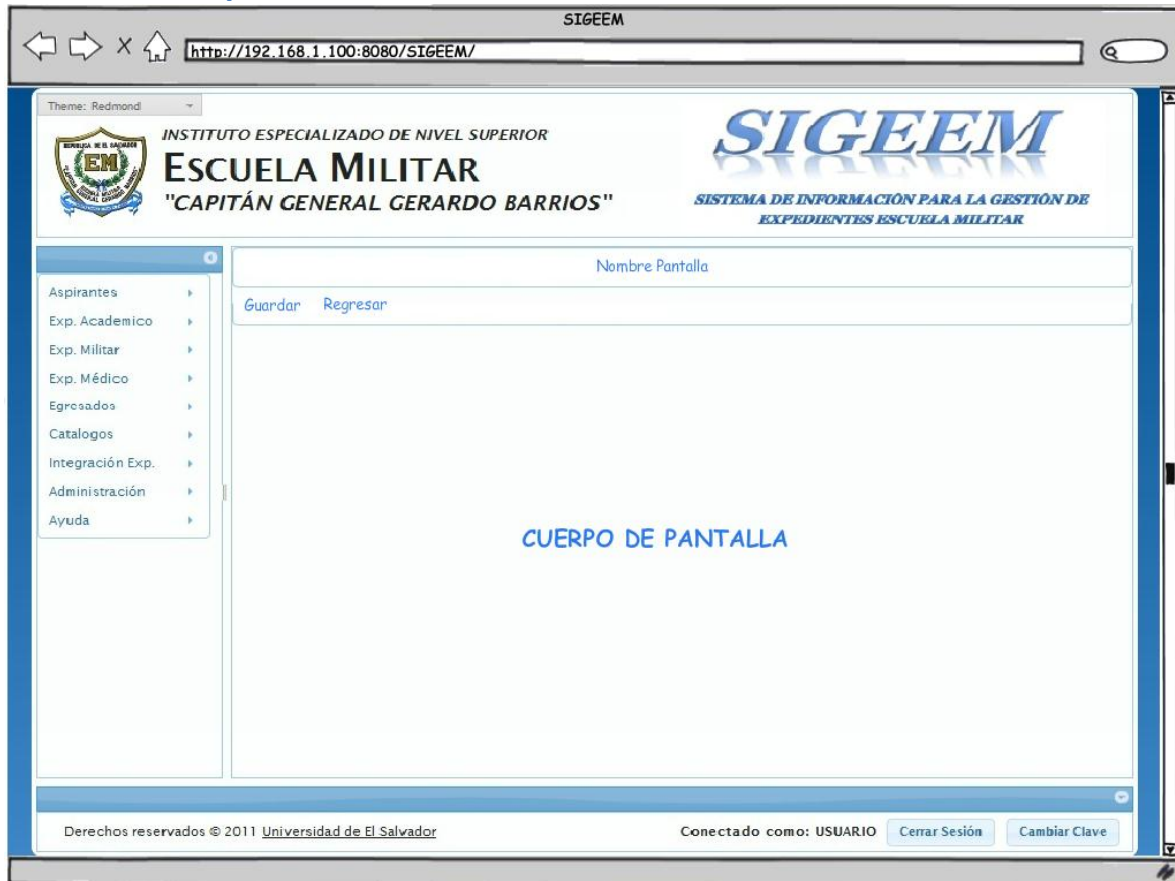 SIGEEM
http://192.168.1.100:8080/SIGEEM/
Theme: Redmond
INSTITUTO ESPECIALIZADO DE NIVEL SUPERIOR
ESCUELA MILITAR
"CAPITÁN GENERAL GERARDO BARRIOS"
EM
SIGEEM
SISTEMA DE INFORMACIÓN PARA LA GESTIÓN DE
EXPEDIENTES ESCUELA MILITAR
Nombre Pantalla
Guardar Regresar
Aspirantes
Exp. Academico
Exp. Militar
Exp. Médico
Egresados
Catalogos
Integración Exp.
Administración
Ayuda
CUERPO DE PANTALLA
Derechos reservados © 2011 Universidad de El Salvador
Conectado como: USUARIO Cerrar Sesión Cambiar Clave